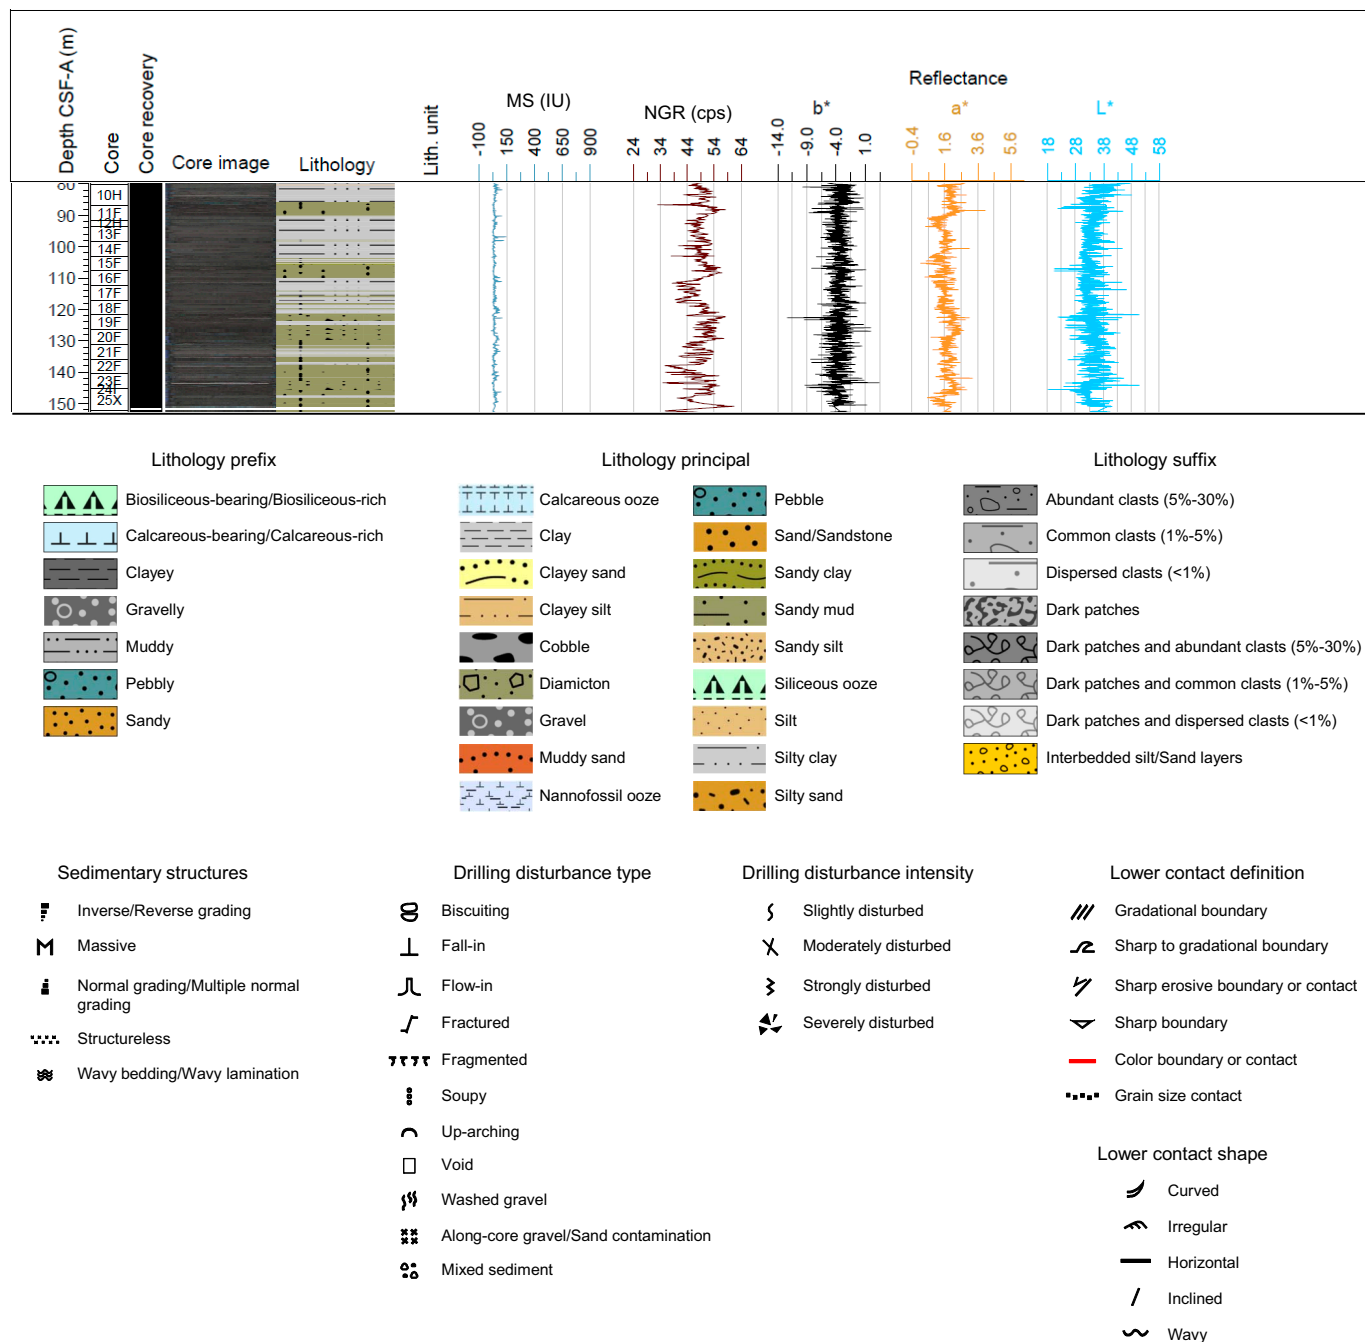 Depth CSF-A (m)
Core
Core recovery
Core image
Lithology
Lith. unit
MS (IU)
-100 150 400 650 900
NGR (cps)
24 34 44 54 64
Reflectance
b*
-14.0 -9.0 -4.0 1.0
a*
-0.4 1.6 3.6 5.6
L*
18 28 38 48 58
80
90
100
110
120
130
140
150
10H
11F
12H
13F
14F
15F
16F
17F
18F
19F
20F
21F
22F
23F
24F
25X
Lithology prefix
Biosiliceous-bearing/Biosiliceous-rich
Calcareous-bearing/Calcareous-rich
Clayey
Gravelly
Muddy
Pebbly
Sandy
Lithology principal
Calcareous ooze
Clay
Clayey sand
Clayey silt
Cobble
Diamicton
Gravel
Muddy sand
Nannofossil ooze
Pebble
Sand/Sandstone
Sandy clay
Sandy mud
Sandy silt
Siliceous ooze
Silt
Silty clay
Silty sand
Lithology suffix
Abundant clasts (5%-30%)
Common clasts (1%-5%)
Dispersed clasts (<1%)
Dark patches
Dark patches and abundant clasts (5%-30%)
Dark patches and common clasts (1%-5%)
Dark patches and dispersed clasts (<1%)
Interbedded silt/Sand layers
Sedimentary structures
Inverse/Reverse grading
Massive
Normal grading/Multiple normal
grading
Structureless
Wavy bedding/Wavy lamination
Drilling disturbance type
Biscuiting
Fall-in
Flow-in
Fractured
Fragmented
Soupy
Up-arching
Void
Washed gravel
Along-core gravel/Sand contamination
Mixed sediment
Drilling disturbance intensity
Slightly disturbed
Moderately disturbed
Strongly disturbed
Severely disturbed
Lower contact definition
Gradational boundary
Sharp to gradational boundary
Sharp erosive boundary or contact
Sharp boundary
Color boundary or contact
Grain size contact
Lower contact shape
Curved
Irregular
Horizontal
Inclined
Wavy